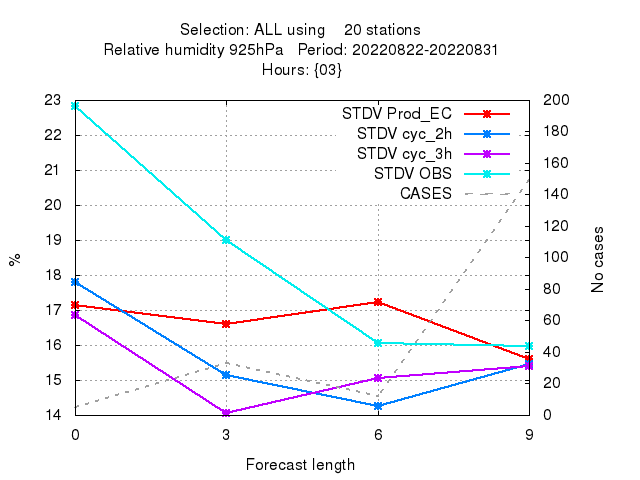 Selection: ALL using 20 stations
Relative humidity 925hPa Period: 20220822-20220831
Hours: {03}
23 200
22 180
21 160
20 140
19 120
18 100
17 80
16 60
15 40
14 20
0
STDV Prod_EC
STDV cyc_2h
STDV cyc_3h
STDV OBS
CASES
%
No cases
0 3 6 9
Forecast length